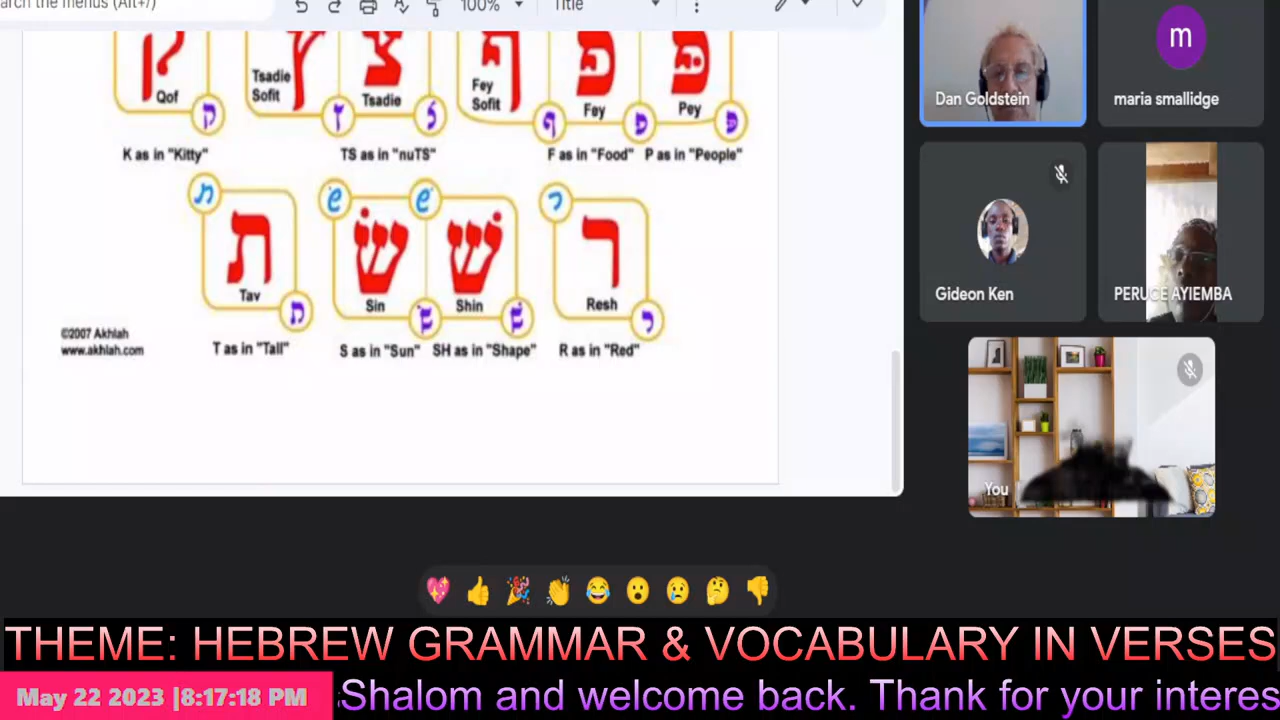 arch the menus (Alt+/)
100%
Title
Qof
Tsadie
Sofit
Tsadie
Fey
Sofit
Fey
Pey
K as in "Kitty"
TS as in "nuTS"
F as in "Food"
P as in "People"
ת
שׂ
שׁ
ר
Tav
Sin
Shin
Resh
©2007 Akhlah
www.akhlah.com
T as in "Tall"
S as in "Sun"
SH as in "Shape"
R as in "Red"
Dan Goldstein
m
maria smallidge
Gideon Ken
PERUCE AYIEMBA
You
THEME: HEBREW GRAMMAR & VOCABULARY IN VERSES
May 22 2023 |8:17:18 PM
Shalom and welcome back. Thank for your interes